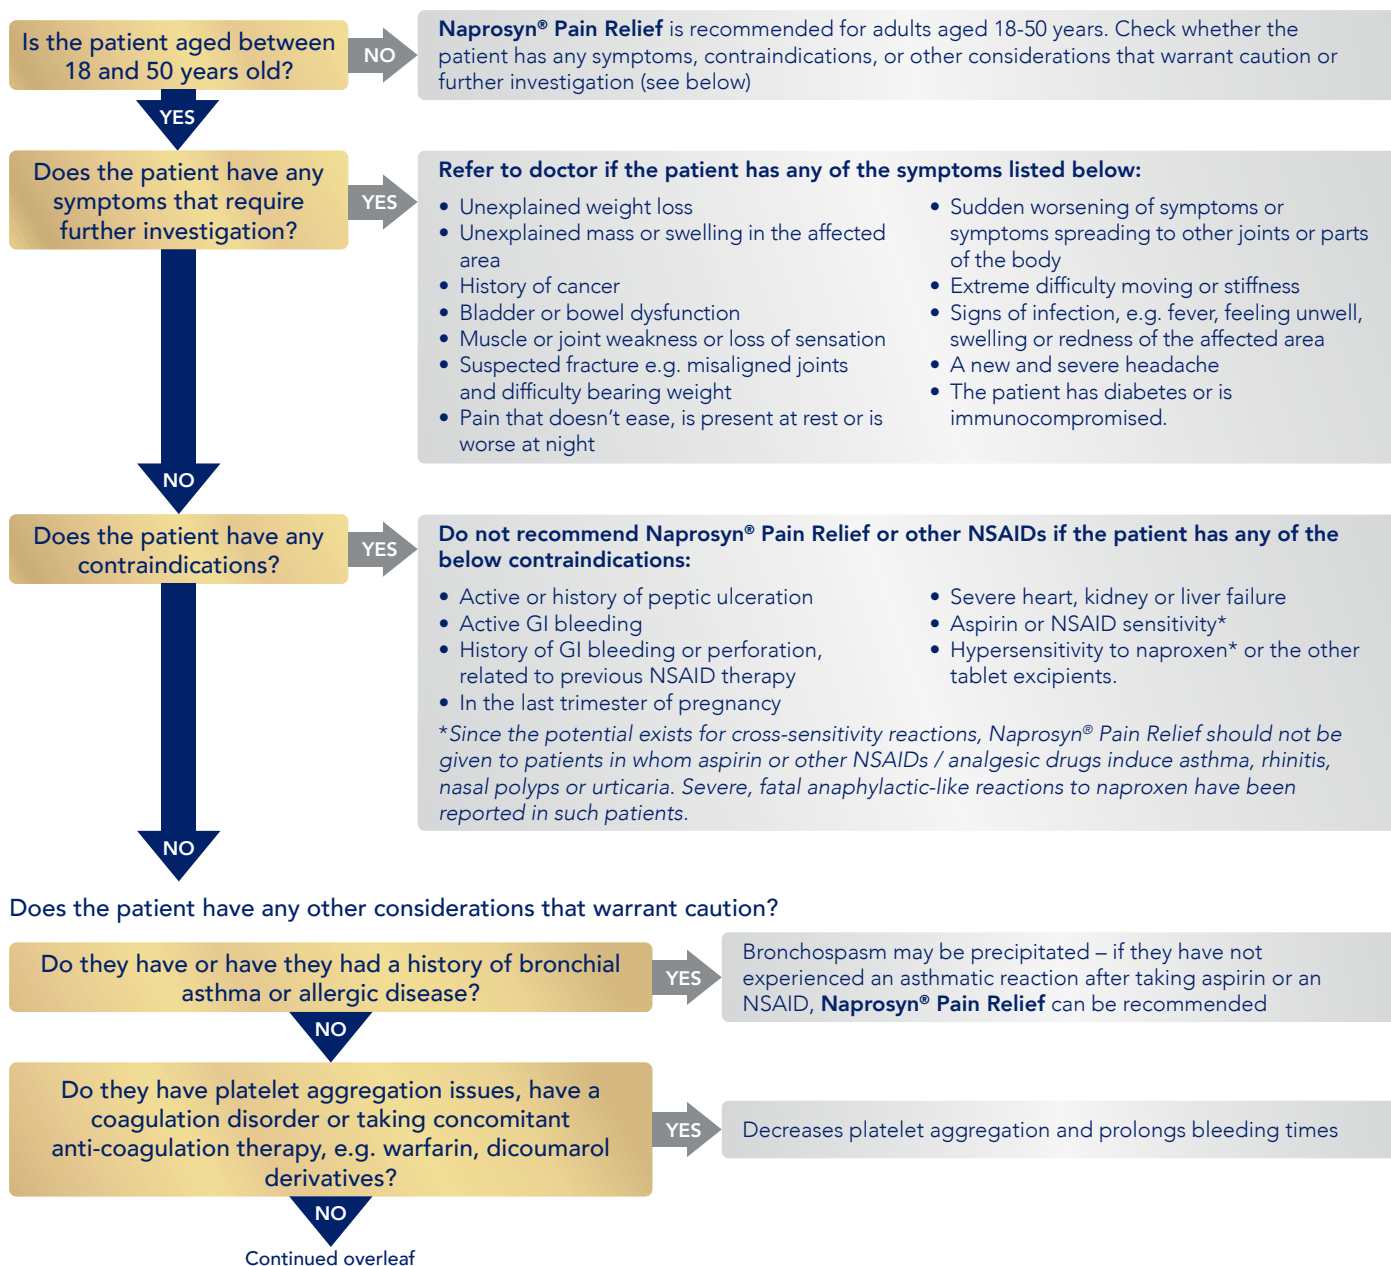 Is the patient aged between
18 and 50 years old?
NO
Naprosyn® Pain Relief is recommended for adults aged 18-50 years. Check whether the
patient has any symptoms, contraindications, or other considerations that warrant caution or
further investigation (see below)
YES
Does the patient have any
symptoms that require
further investigation?
YES
Refer to doctor if the patient has any of the symptoms listed below:
• Unexplained weight loss
• Unexplained mass or swelling in the affected
area
• History of cancer
• Bladder or bowel dysfunction
• Muscle or joint weakness or loss of sensation
• Suspected fracture e.g. misaligned joints
and difficulty bearing weight
• Pain that doesn’t ease, is present at rest or is
worse at night
• Sudden worsening of symptoms or
symptoms spreading to other joints or parts
of the body
• Extreme difficulty moving or stiffness
• Signs of infection, e.g. fever, feeling unwell,
swelling or redness of the affected area
• A new and severe headache
• The patient has diabetes or is
immunocompromised.
NO
Does the patient have any
contraindications?
YES
Do not recommend Naprosyn® Pain Relief or other NSAIDs if the patient has any of the
below contraindications:
• Active or history of peptic ulceration
• Active GI bleeding
• History of GI bleeding or perforation,
related to previous NSAID therapy
• In the last trimester of pregnancy
• Severe heart, kidney or liver failure
• Aspirin or NSAID sensitivity*
• Hypersensitivity to naproxen* or the other
tablet excipients.
*Since the potential exists for cross-sensitivity reactions, Naprosyn® Pain Relief should not be
given to patients in whom aspirin or other NSAIDs / analgesic drugs induce asthma, rhinitis,
nasal polyps or urticaria. Severe, fatal anaphylactic-like reactions to naproxen have been
reported in such patients.
NO
Does the patient have any other considerations that warrant caution?
Do they have or have they had a history of bronchial
asthma or allergic disease?
YES
Bronchospasm may be precipitated – if they have not
experienced an asthmatic reaction after taking aspirin or an
NSAID, Naprosyn® Pain Relief can be recommended
NO
Do they have platelet aggregation issues, have a
coagulation disorder or taking concomitant
anti-coagulation therapy, e.g. warfarin, dicoumarol
derivatives?
YES
Decreases platelet aggregation and prolongs bleeding times
NO
Continued overleaf